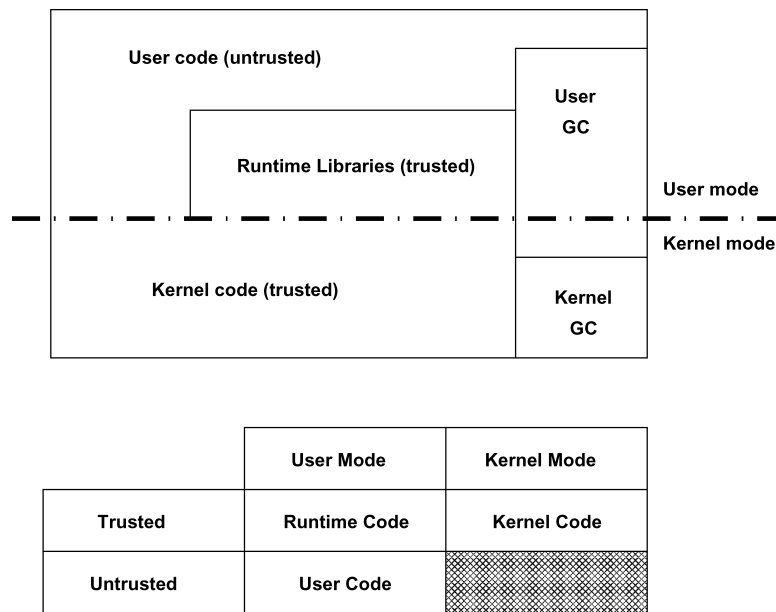 User code (untrusted)
User
GC
Runtime Libraries (trusted)
User mode
Kernel mode
Kernel code (trusted)
Kernel
GC
User Mode Kernel Mode
Trusted Runtime Code Kernel Code
Untrusted User Code